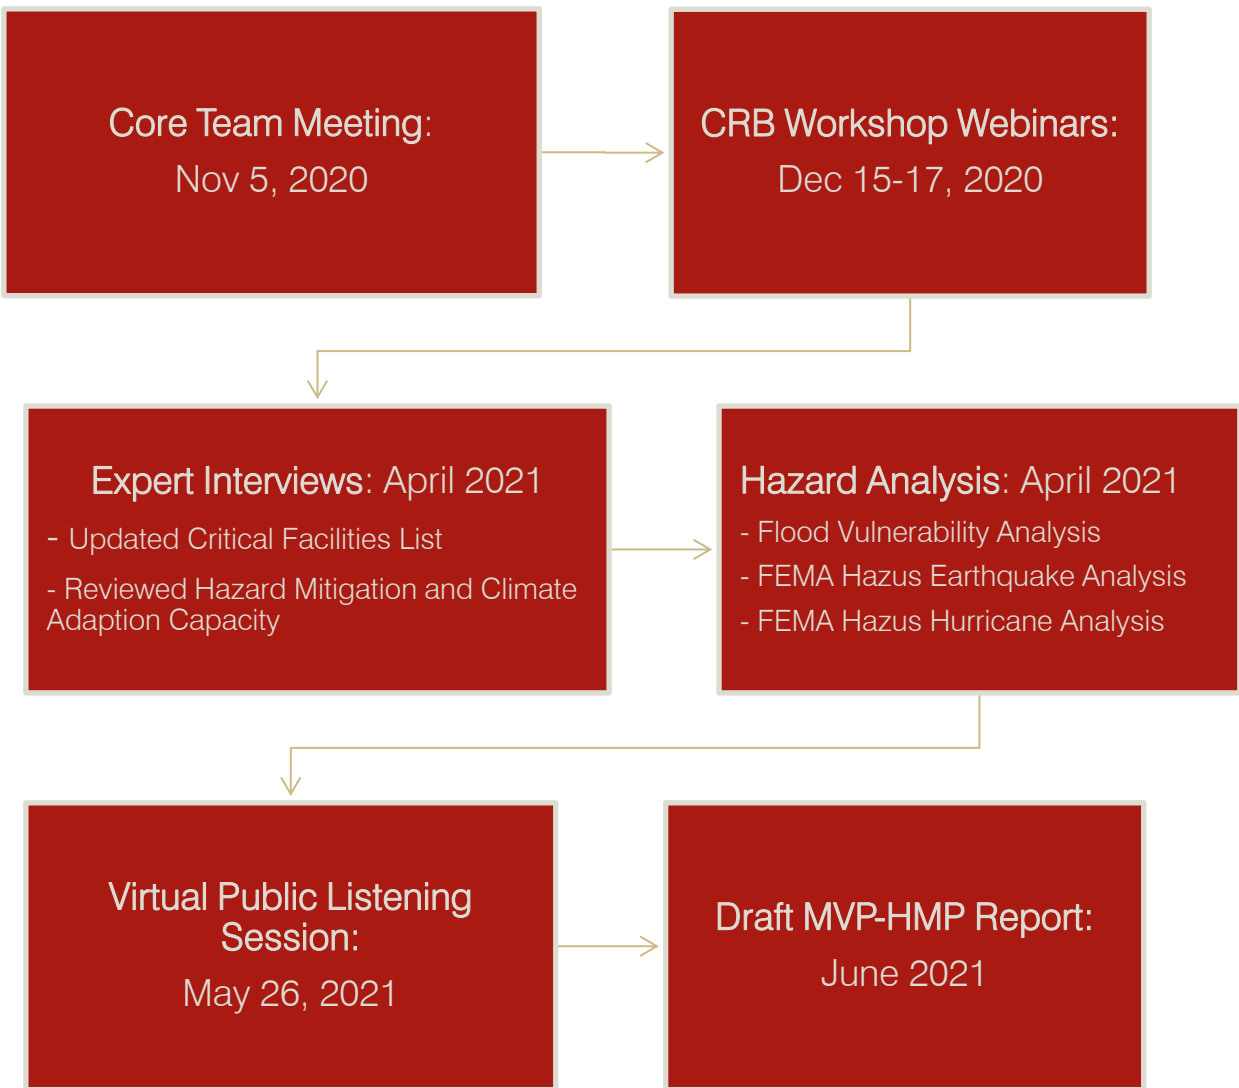 Core Team Meeting:
Nov 5, 2020
CRB Workshop Webinars:
Dec 15-17, 2020
Expert Interviews: April 2021
- Updated Critical Facilities List
- Reviewed Hazard Mitigation and Climate
Adaption Capacity
Hazard Analysis: April 2021
- Flood Vulnerability Analysis
- FEMA Hazus Earthquake Analysis
- FEMA Hazus Hurricane Analysis
Virtual Public Listening
Session:
May 26, 2021
Draft MVP-HMP Report:
June 2021